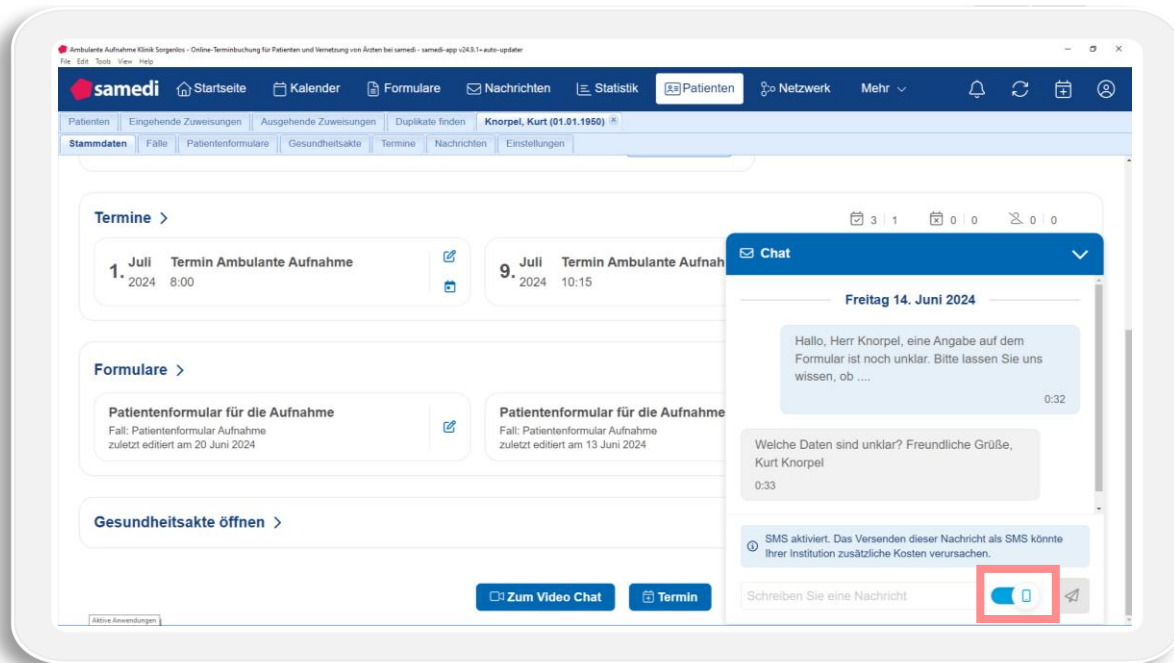 Ambulante Aufnahme Klinik Sorgenlos - Online-Terminbuchung für Patienten und Vernetzung von Ärzten bei samedi - samedi-app v24.9.1+auto-updater
File Edit Tools View Help
samedi Startseite Kalender Formulare Nachrichten Statistik Patienten Netzwerk Mehr
Patienten Eingehende Zuweisungen Ausgehende Zuweisungen Duplikate finden Knorpel, Kurt (01.01.1950)
Stammdaten Fälle Patientenformulare Gesundheitsakte Termine Nachrichten Einstellungen
Termine >
3 | 1 0 | 0 0 | 0
1. Juli 2024
Termin Ambulante Aufnahme
8:00
9. Juli 2024
Termin Ambulante Aufnah
10:15
Formulare >
Patientenformular für die Aufnahme
Fall: Patientenformular Aufnahme
zuletzt editiert am 20 Juni 2024
Patientenformular für die Aufnahme
Fall: Patientenformular Aufnahme
zuletzt editiert am 13 Juni 2024
Gesundheitsakte öffnen >
Zum Video Chat
Termin
Aktive Anwendungen
Chat
Freitag 14. Juni 2024
Hallo, Herr Knorpel, eine Angabe auf dem
Formular ist noch unklar. Bitte lassen Sie uns
wissen, ob ....
0:32
Welche Daten sind unklar? Freundliche Grüße,
Kurt Knorpel
0:33
SMS aktiviert. Das Versenden dieser Nachricht als SMS könnte
Ihrer Institution zusätzliche Kosten verursachen.
Schreiben Sie eine Nachricht